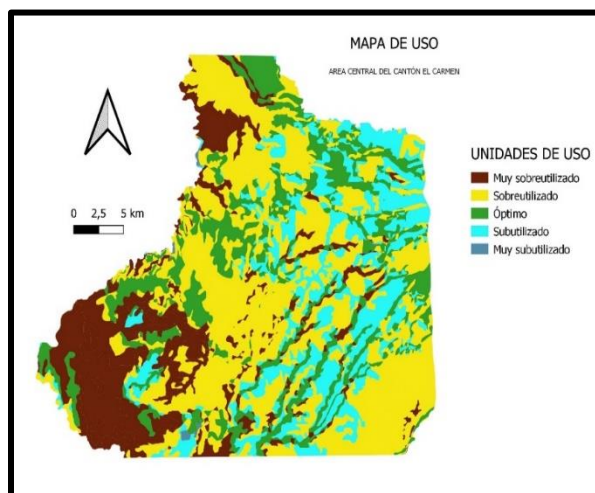 MAPA DE USO
AREA CENTRAL DEL CANTÓN EL CARMEN
UNIDADES DE USO
Muy sobreutilizado
Sobreutilizado
Óptimo
Subutilizado
Muy subutilizado
0 2,5 5 km